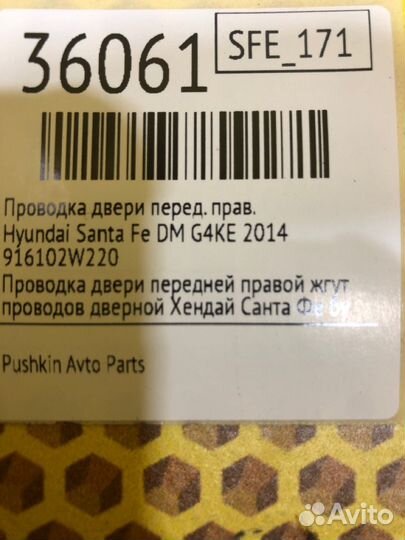 36061
SFE_171
Проводка двери перед. прав.
Hyundai Santa Fe DM G4KE 2014
916102W220
Проводка двери передней правой жгут
проводов дверной Хендай Санта Фе
Pushkin Avto Parts
Avito